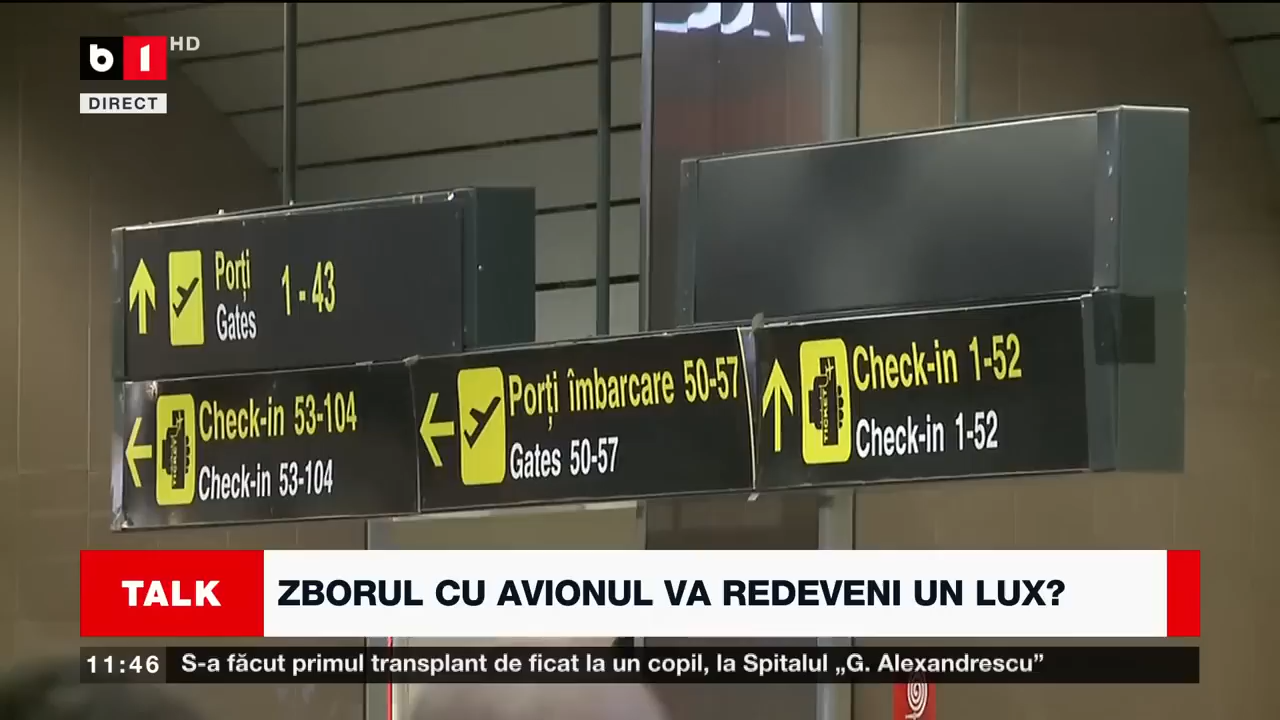 b1 HD
DIRECT
Porți 1-43
Gates
Check-in 53-104
Check-in 53-104
Porți îmbarcare 50-57
Gates 50-57
TICKET
Check-in 1-52
Check-in 1-52
TALK ZBORUL CU AVIONUL VA REDEVENI UN LUX?
11:46 S-a făcut primul transplant de ficat la un copil, la Spitalul „G. Alexandrescu”